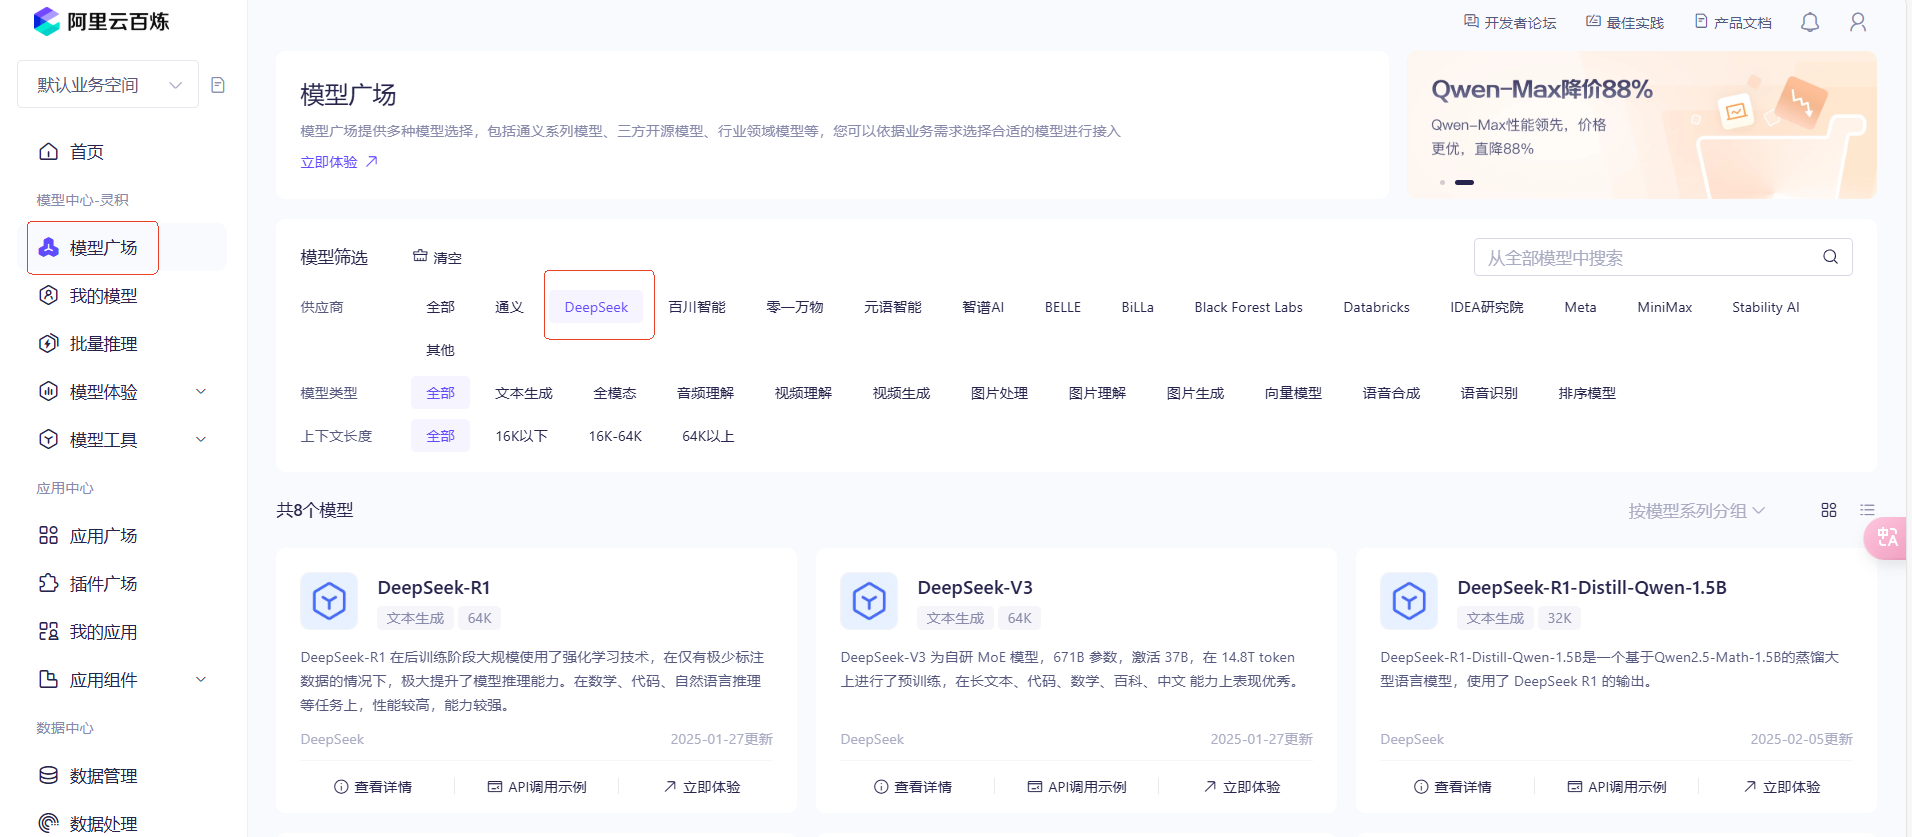 阿里云百炼
开发者论坛
最佳实践
产品文档
默认业务空间
首页
模型中心-灵积
模型广场
我的模型
批量推理
模型体验
模型工具
应用中心
应用广场
插件广场
我的应用
应用组件
数据中心
数据管理
数据处理
模型广场
模型广场提供多种模型选择，包括通义系列模型、三方开源模型、行业领域模型等，您可以依据业务需求选择合适的模型进行接入
立即体验
Qwen-Max降价88%
Qwen-Max性能领先，价格
更优，直降88%
模型筛选 清空
从全部模型中搜索
供应商 全部 通义 DeepSeek 百川智能 零一万物 元语智能 智谱AI BELLE BiLLa Black Forest Labs Databricks IDEA研究院 Meta MiniMax Stability AI
其他
模型类型 全部 文本生成 全模态 音频理解 视频理解 视频生成 图片处理 图片理解 图片生成 向量模型 语音合成 语音识别 排序模型
上下文长度 全部 16K以下 16K-64K 64K以上
共8个模型
按模型系列分组
中A
DeepSeek-R1
文本生成 64K
DeepSeek-R1 在后训练阶段大规模使用了强化学习技术，在仅有极少标注
数据的情况下，极大提升了模型推理能力。在数学、代码、自然语言推理
等任务上，性能较高，能力较强。
DeepSeek 2025-01-27更新
查看详情 API调用示例 立即体验
DeepSeek-V3
文本生成 64K
DeepSeek-V3 为自研 MoE 模型，671B 参数，激活 37B，在 14.8T token
上进行了预训练，在长文本、代码、数学、百科、中文 能力上表现优秀。
DeepSeek 2025-01-27更新
查看详情 API调用示例 立即体验
DeepSeek-R1-Distill-Qwen-1.5B
文本生成 32K
DeepSeek-R1-Distill-Qwen-1.5B是一个基于Qwen2.5-Math-1.5B的蒸馏大
型语言模型，使用了 DeepSeek R1 的输出。
DeepSeek 2025-02-05更新
查看详情 API调用示例 立即体验